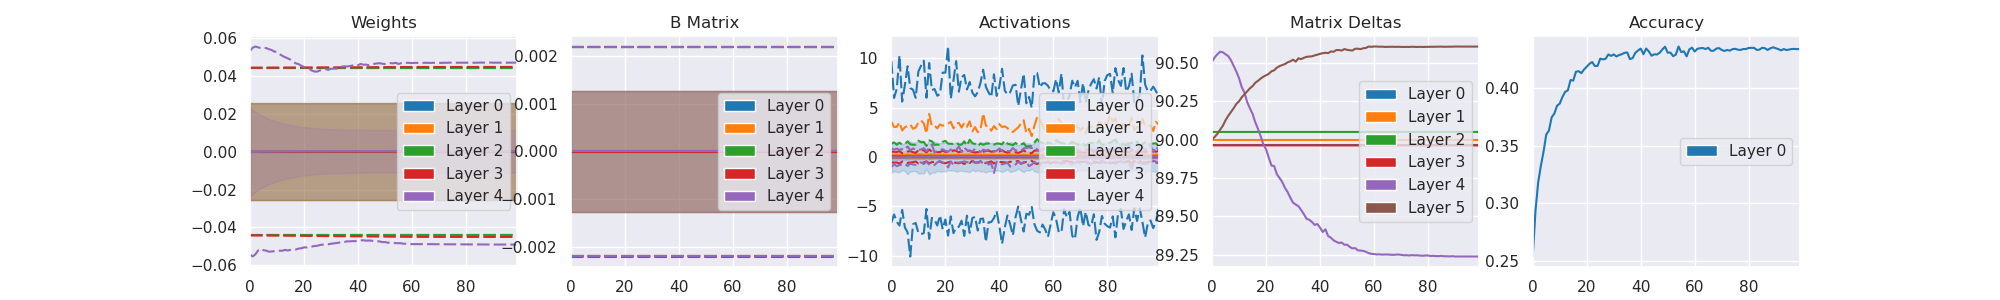 Weights
0.06
0.04
0.02
0.00
−0.02
−0.04
−0.06
0
20
40
60
80
Layer 0
Layer 1
Layer 2
Layer 3
Layer 4
B Matrix
0.002
0.001
0.000
−0.001
−0.002
0
20
40
60
80
Layer 0
Layer 1
Layer 2
Layer 3
Layer 4
Activations
10
5
0
−5
−10
0
20
40
60
80
Layer 0
Layer 1
Layer 2
Layer 3
Layer 4
Matrix Deltas
90.50
90.25
90.00
89.75
89.50
89.25
0
20
40
60
80
Layer 0
Layer 1
Layer 2
Layer 3
Layer 4
Layer 5
Accuracy
0.40
0.35
0.30
0.25
0
20
40
60
80
Layer 0